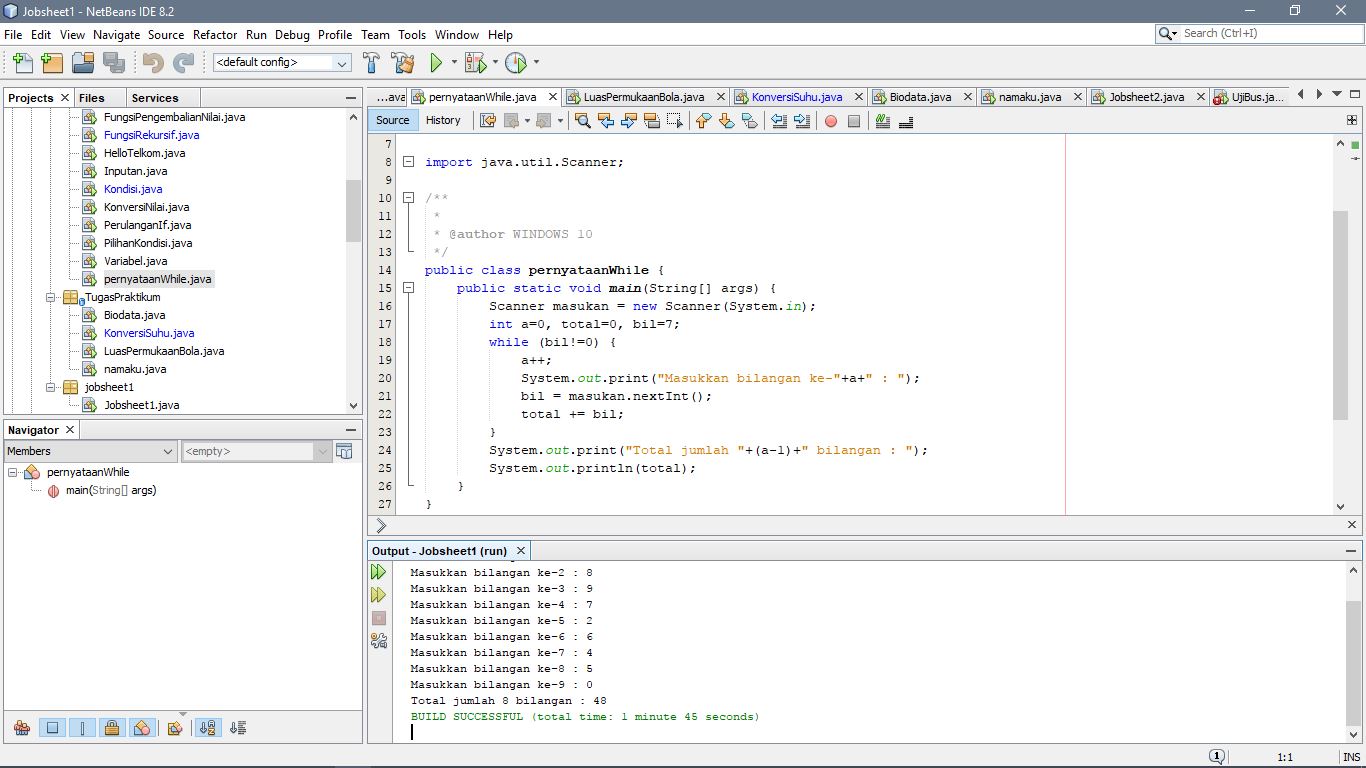 Jobsheet1 - NetBeans IDE 8.2
File Edit View Navigate Source Refactor Run Debug Profile Team Tools Window Help
Search (Ctrl+I)
<default config>
Projects Files Services
FungsiPengembalianNilai.java
FungsiRekursif.java
HelloTelkom.java
Inputan.java
Kondisi.java
KonversiNilai.java
PerulanganIf.java
PilihanKondisi.java
Variabel.java
pernyataanWhile.java
TugasPraktikum
Biodata.java
KonversiSuhu.java
LuasPermukaanBola.java
namaku.java
jobsheet1
Jobsheet1.java
Navigator
Members <empty>
pernyataanWhile
main(String[] args)
...ava pernyataanWhile.java LuasPermukaanBola.java KonversiSuhu.java Biodata.java namaku.java Jobsheet2.java UjiBus.ja...
Source History
7
8 import java.util.Scanner;
9
10 /**
11 *
12 * @author WINDOWS 10
13 */
14 public class pernyataanWhile {
15 public static void main(String[] args) {
16 Scanner masukan = new Scanner(System.in);
17 int a=0, total=0, bil=7;
18 while (bil!=0) {
19 a++;
20 System.out.print("Masukkan bilangan ke-"+a+" : ");
21 bil = masukan.nextInt();
22 total += bil;
23 }
24 System.out.print("Total jumlah "+(a-1)+" bilangan : ");
25 System.out.println(total);
26 }
27 }
Output - Jobsheet1 (run)
Masukkan bilangan ke-2 : 8
Masukkan bilangan ke-3 : 9
Masukkan bilangan ke-4 : 7
Masukkan bilangan ke-5 : 2
Masukkan bilangan ke-6 : 6
Masukkan bilangan ke-7 : 4
Masukkan bilangan ke-8 : 5
Masukkan bilangan ke-9 : 0
Total jumlah 8 bilangan : 48
BUILD SUCCESSFUL (total time: 1 minute 45 seconds)
1 1:1 INS